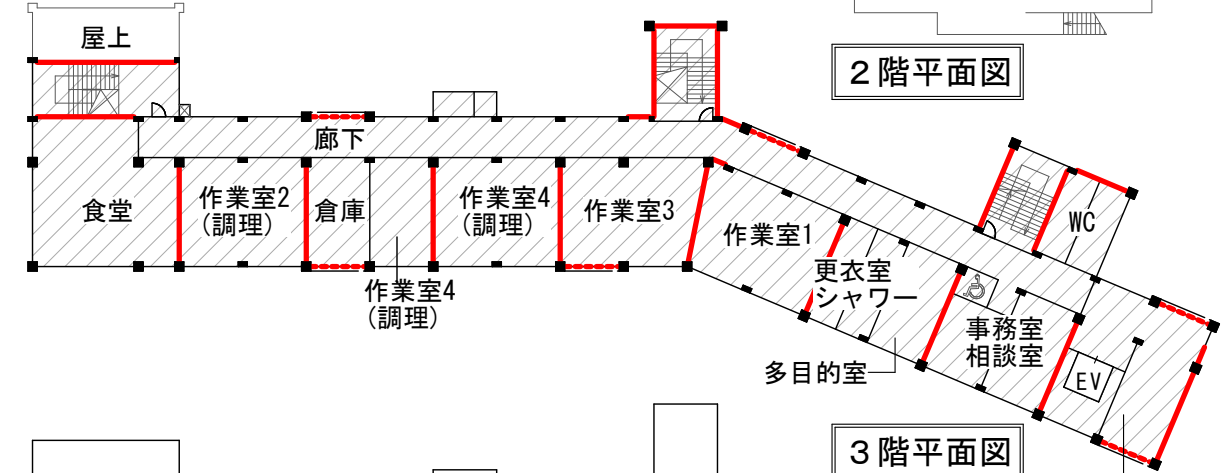 屋上
２階平面図
廊下
食堂
作業室2
(調理)
倉庫
作業室4
(調理)
作業室3
作業室1
WC
作業室4
(調理)
更衣室
シャワー
事務室
相談室
多目的室
EV
３階平面図